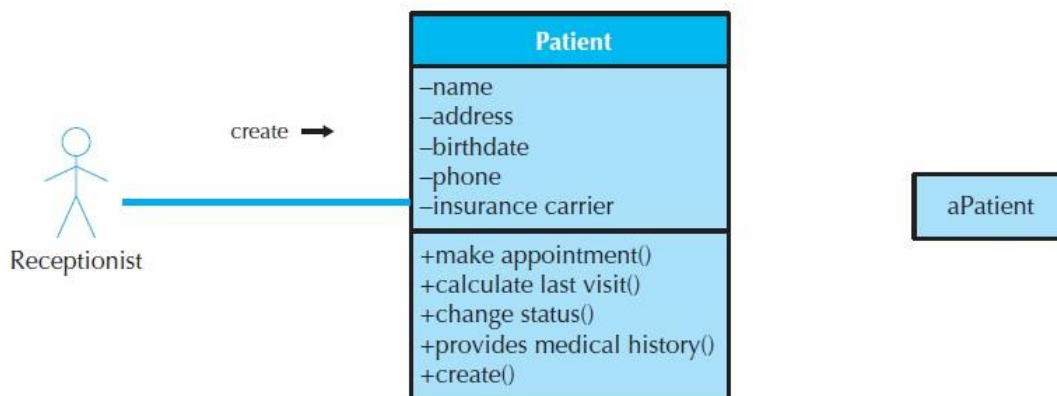 Patient
–name
–address
–birthdate
–phone
–insurance carrier
+make appointment()
+calculate last visit()
+change status()
+provides medical history()
+create()
create
Receptionist
aPatient